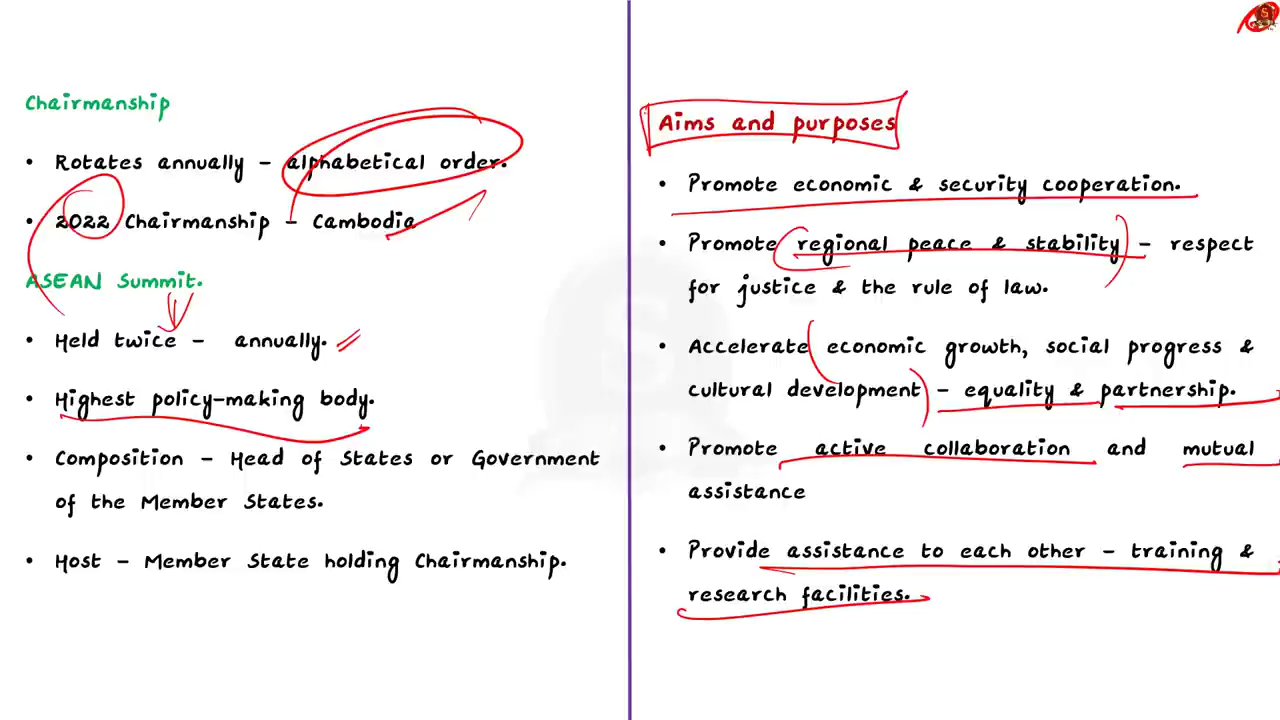 Chairmanship
• Rotates annually – alphabetical order.
• 2022 Chairmanship – Cambodia
ASEAN Summit.
• Held twice – annually.
• Highest policy-making body.
• Composition – Head of States or Government
of the Member States.
• Host – Member State holding Chairmanship.
Aims and purposes
• Promote economic & security cooperation.
• Promote regional peace & stability – respect
for justice & the rule of law.
• Accelerate economic growth, social progress &
cultural development – equality & partnership.
• Promote active collaboration and mutual
assistance
• Provide assistance to each other – training &
research facilities.